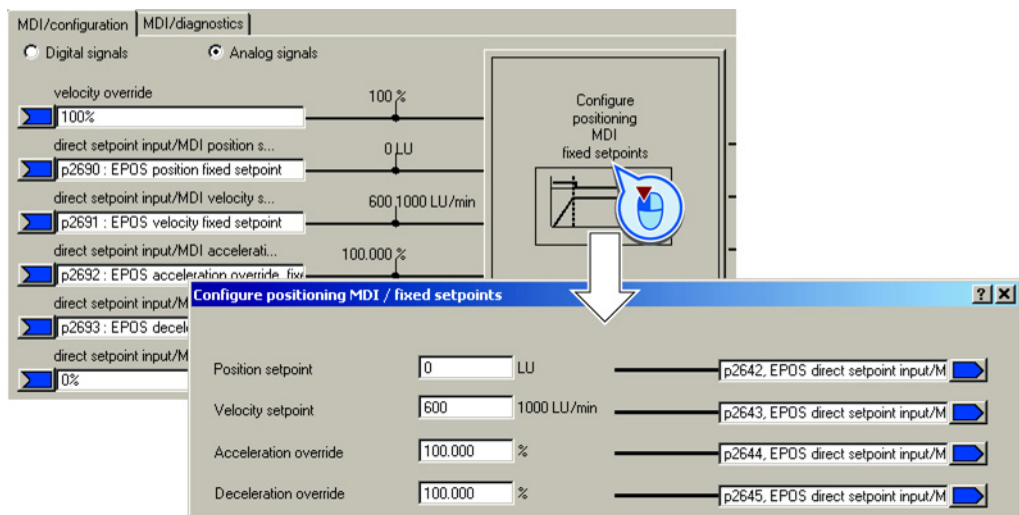 MDI/configuration MDI/diagnostics
Digital signals Analog signals
velocity override
100 %
100%
direct setpoint input/MDI position s...
0 LU
p2690 : EPOS position fixed setpoint
direct setpoint input/MDI velocity s...
600 1000 LU/min
p2691 : EPOS velocity fixed setpoint
direct setpoint input/MDI accelerati...
100.000 %
p2692 : EPOS acceleration override, fix
direct setpoint input/M
p2693 : EPOS decel
direct setpoint input/M
0%
Configure
positioning
MDI
fixed setpoints
Configure positioning MDI / fixed setpoints
Position setpoint 0 LU p2642, EPOS direct setpoint input/M
Velocity setpoint 600 1000 LU/min p2643, EPOS direct setpoint input/M
Acceleration override 100.000 % p2644, EPOS direct setpoint input/M
Deceleration override 100.000 % p2645, EPOS direct setpoint input/M